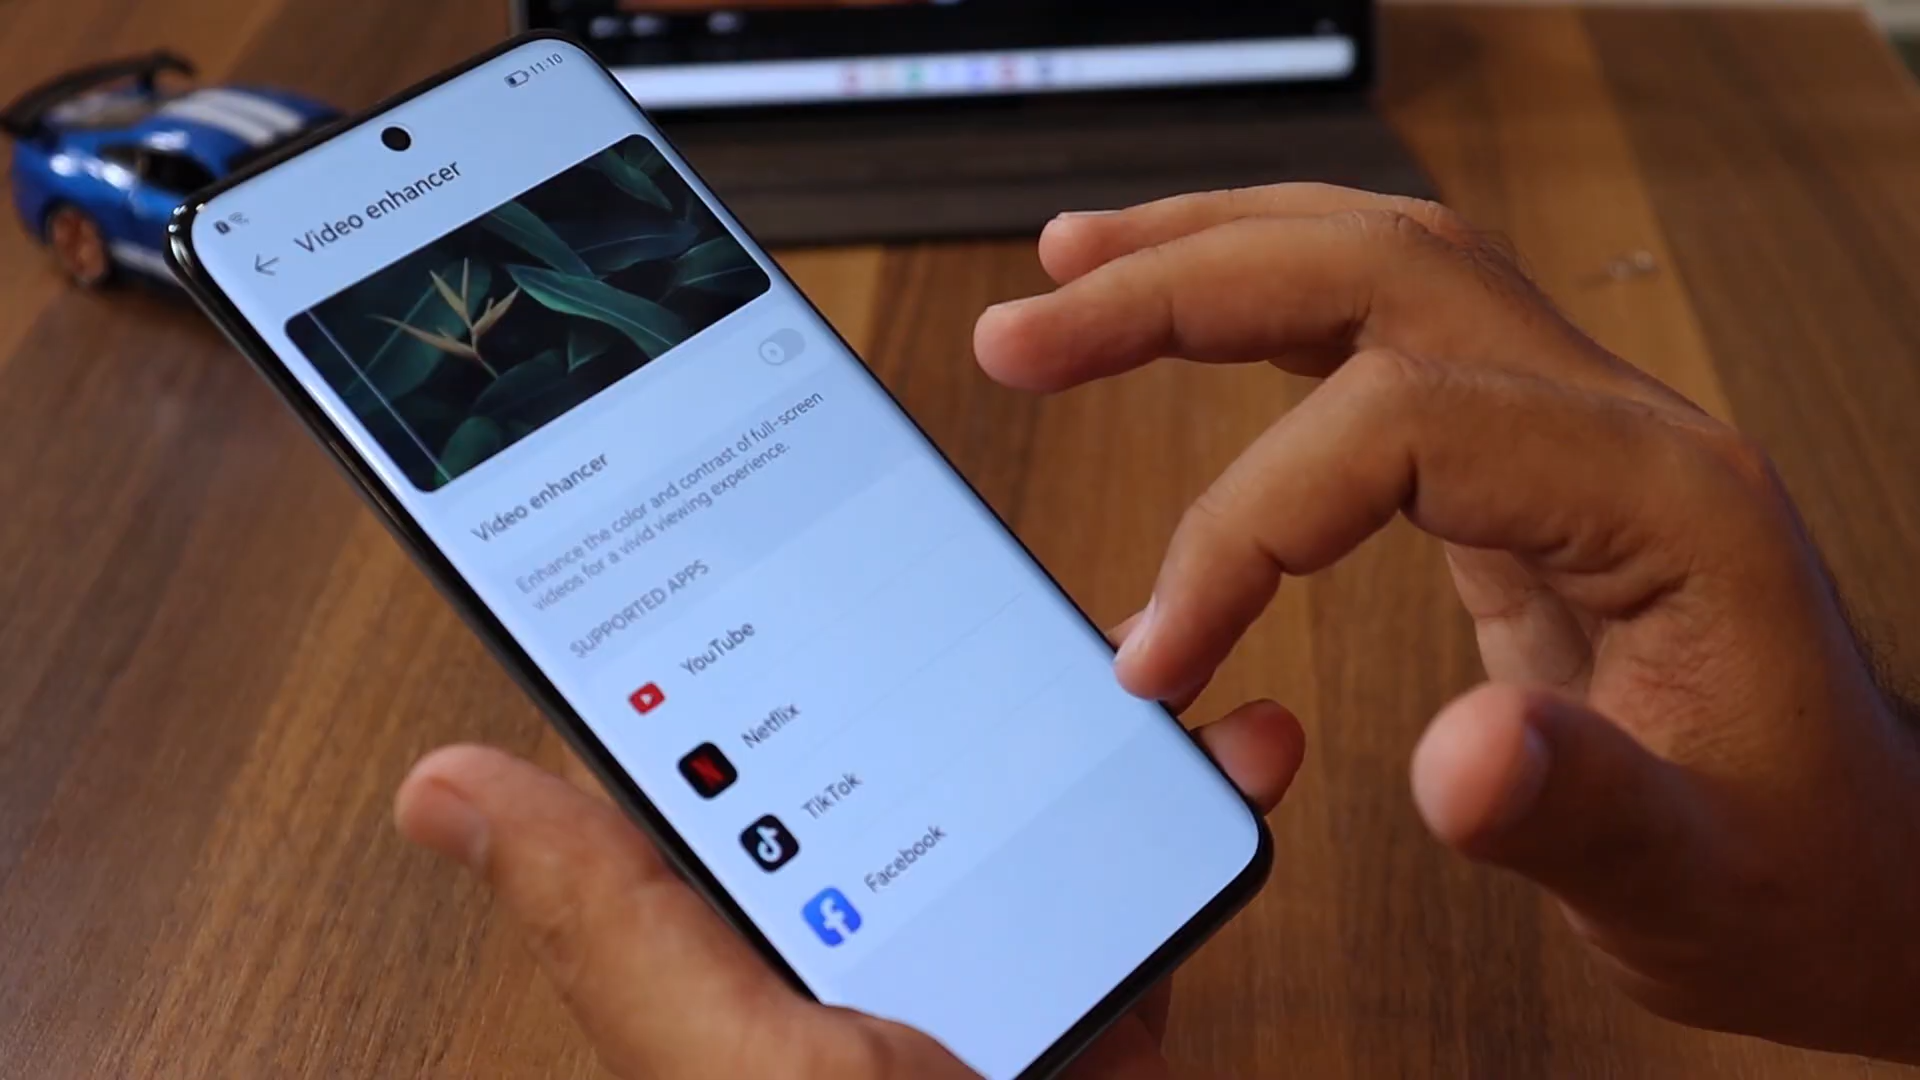 11:10
Video enhancer
Video enhancer
Enhance the color and contrast of full-screen
videos for a vivid viewing experience.
SUPPORTED APPS
YouTube
Netflix
N
TikTok
Facebook